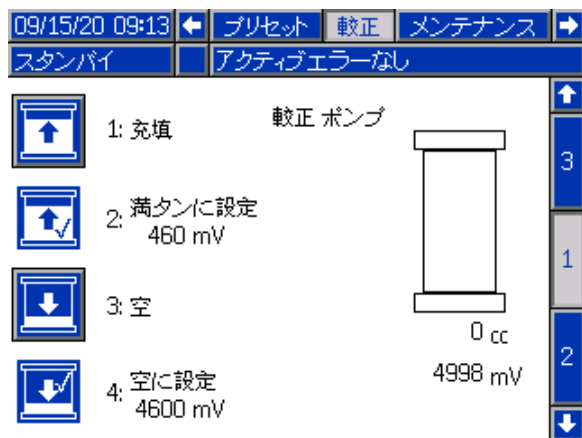 09/15/20 09:13 プリセット 較正 メンテナンス
スタンバイ アクティブエラーなし
較正 ポンプ
1: 充填
2: 満タンに設定
460 mV
3: 空
4: 空に設定
4600 mV
0 cc
4998 mV
3
1
2